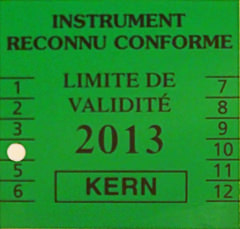 INSTRUMENT
RECONNU CONFORME
LIMITE DE
VALIDITÉ
2013
KERN
1
2
3
5
6
7
8
9
10
11
12